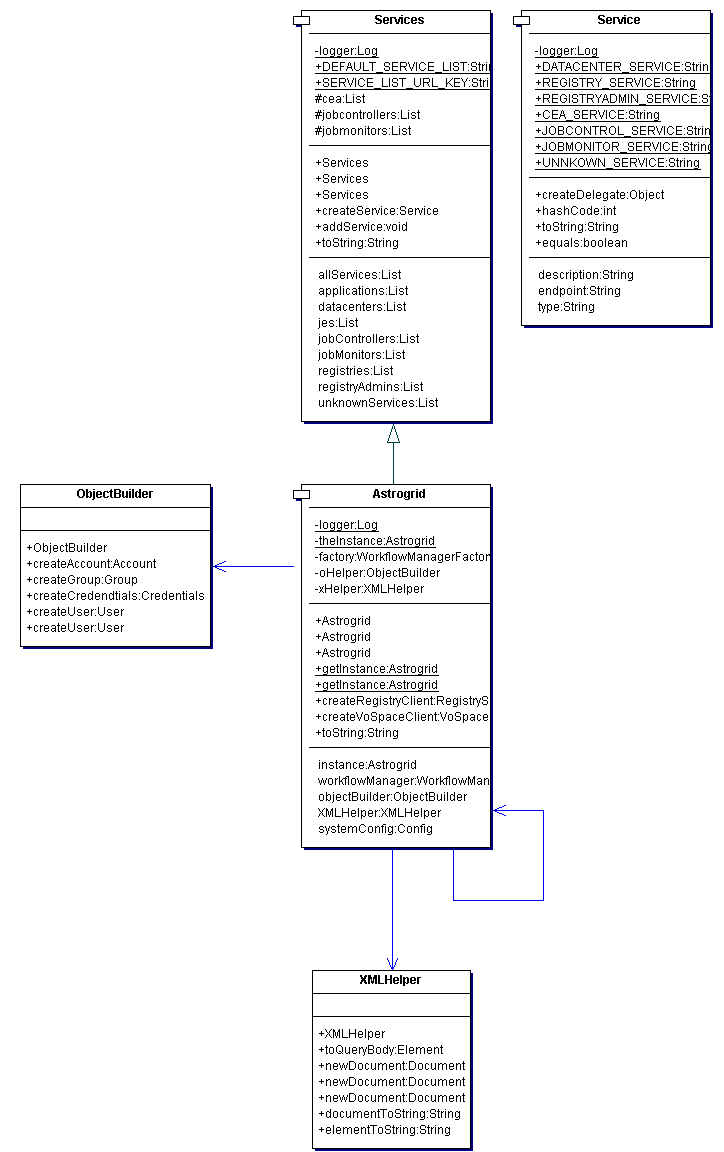 Services
-logger:Log
+DEFAULT_SERVICE_LIST:Strin
+SERVICE_LIST_URL_KEY:Stri
#cea:List
#jobcontrollers:List
#jobmonitors:List
+Services
+Services
+Services
+createService:Service
+addService:void
+toString:String
allServices:List
applications:List
datacenters:List
jes:List
jobControllers:List
jobMonitors:List
registries:List
registryAdmins:List
unknownServices:List
Service
-logger:Log
+DATACENTER_SERVICE:Strin
+REGISTRY_SERVICE:String
+REGISTRYADMIN_SERVICE:St
+CEA_SERVICE:String
+JOBCONTROL_SERVICE:Strin
+JOBMONITOR_SERVICE:String
+UNNKOWN_SERVICE:String
+createDelegate:Object
+hashCode:int
+toString:String
+equals:boolean
description:String
endpoint:String
type:String
ObjectBuilder
+ObjectBuilder
+createAccount:Account
+createGroup:Group
+createCredendtials:Credentials
+createUser:User
+createUser:User
Astrogrid
-logger:Log
-theInstance:Astrogrid
-factory:WorkflowManagerFactor
-oHelper:ObjectBuilder
-xHelper:XMLHelper
+Astrogrid
+Astrogrid
+Astrogrid
+getInstance:Astrogrid
+getInstance:Astrogrid
+createRegistryClient:RegistryS
+createVoSpaceClient:VoSpace
+toString:String
instance:Astrogrid
workflowManager:WorkflowMan
objectBuilder:ObjectBuilder
XMLHelper:XMLHelper
systemConfig:Config
XMLHelper
+XMLHelper
+toQueryBody:Element
+newDocument:Document
+newDocument:Document
+newDocument:Document
+documentToString:String
+elementToString:String